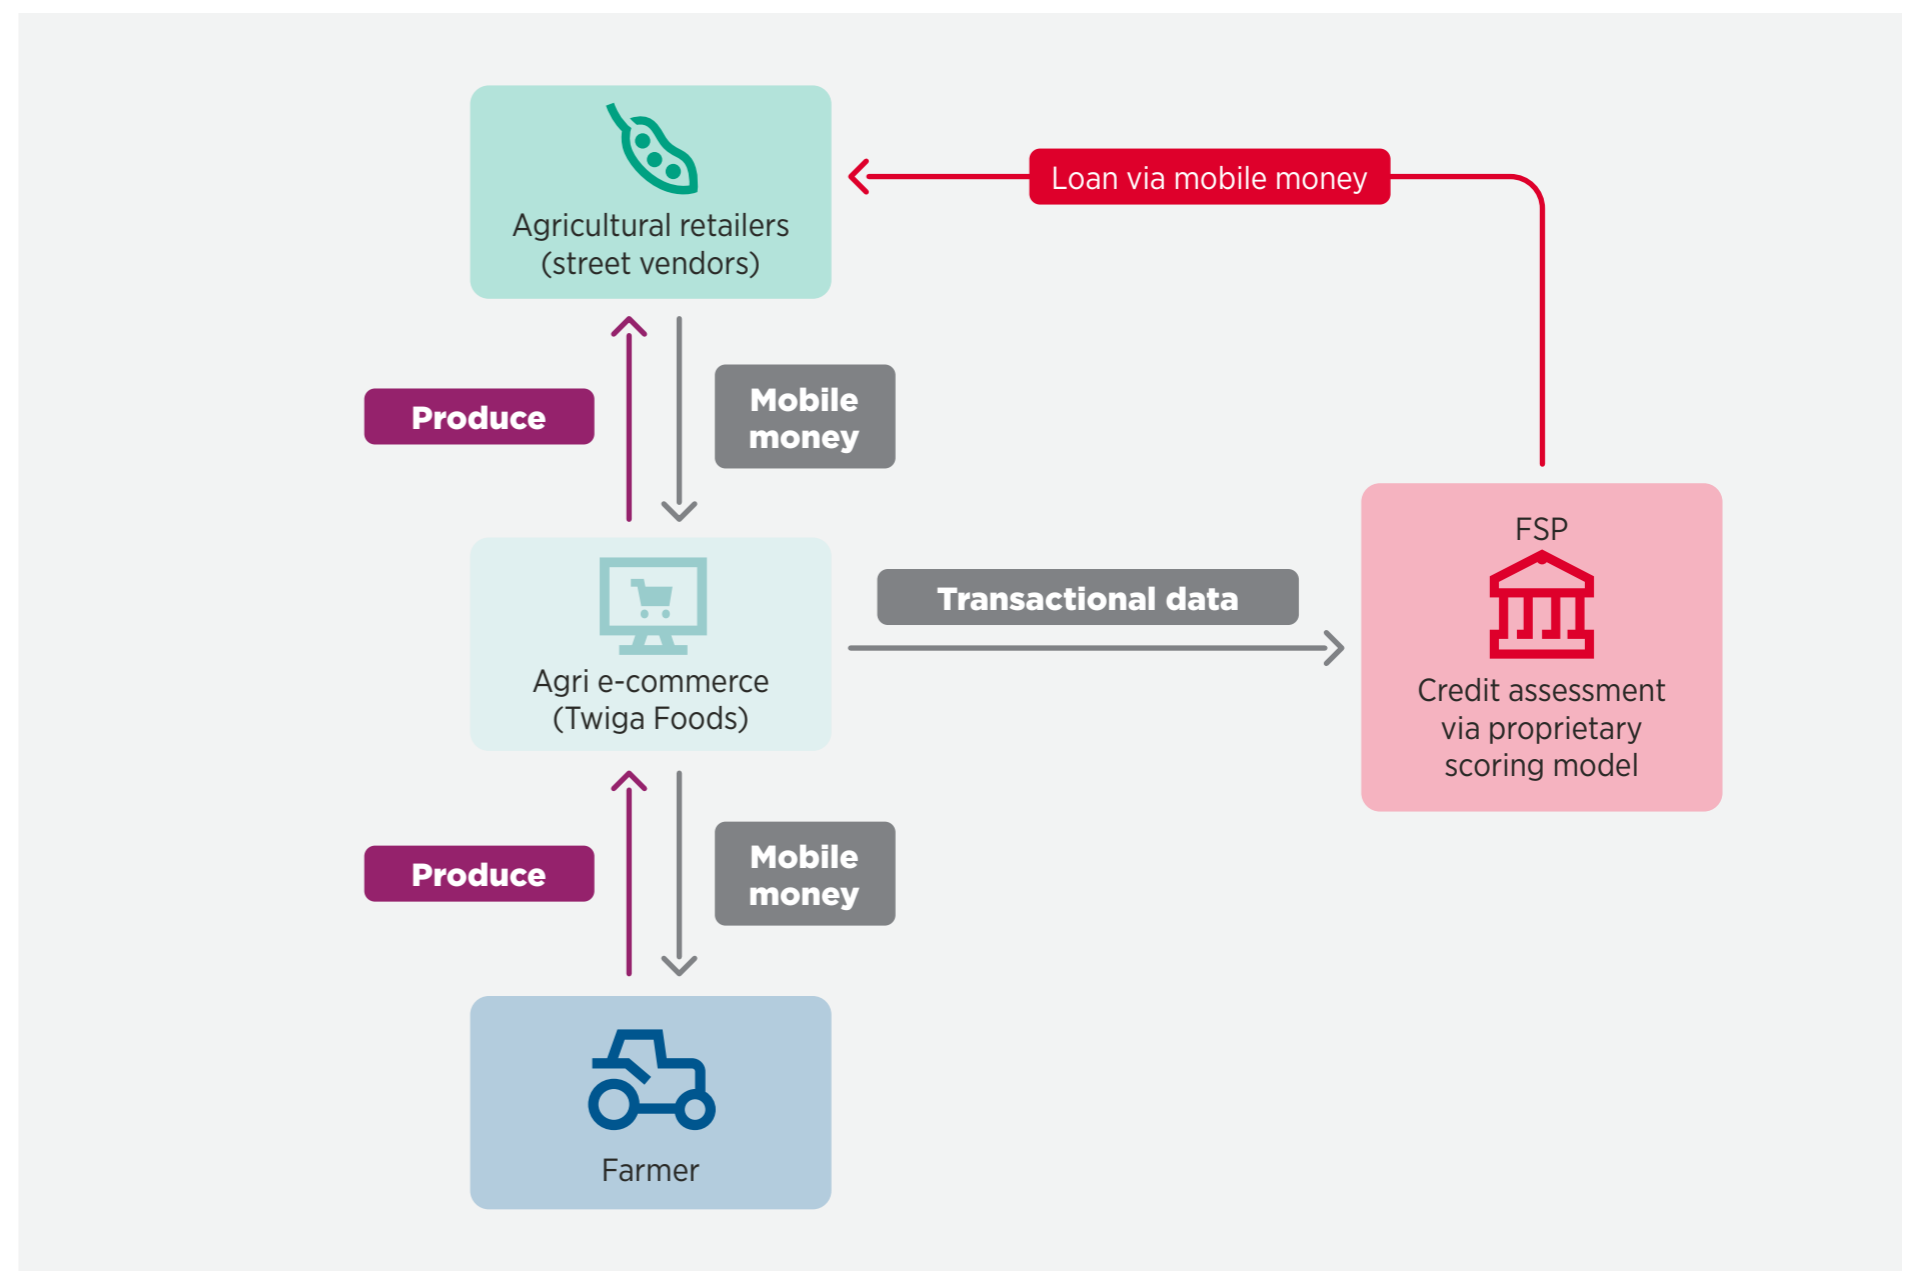 Agricultural retailers
(street vendors)
Loan via mobile money
Produce
Mobile
money
Agri e-commerce
(Twiga Foods)
Transactional data
FSP
Credit assessment
via proprietary
scoring model
Produce
Mobile
money
Farmer